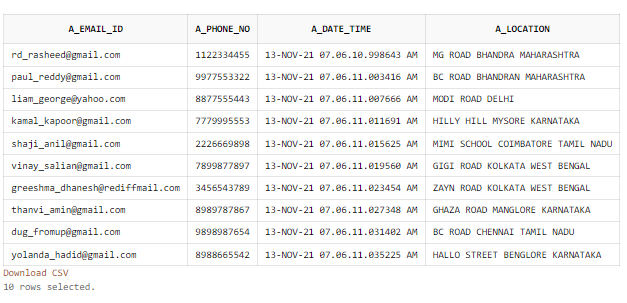 A_EMAIL_ID A_PHONE_NO A_DATE_TIME A_LOCATION
rd_rasheed@gmail.com 1122334455 13-NOV-21 07.06.10.998643 AM MG ROAD BHANDRA MAHARASHTRA
paul_reddy@gmail.com 9977553322 13-NOV-21 07.06.11.003416 AM BC ROAD BHANDRAN MAHARASHTRA
liam_george@yahoo.com 8877555443 13-NOV-21 07.06.11.007666 AM MODI ROAD DELHI
kamal_kapoor@gmail.com 7779995553 13-NOV-21 07.06.11.011691 AM HILLY HILL MYSORE KARNATAKA
shaji_anil@gmail.com 2226669898 13-NOV-21 07.06.11.015625 AM MIMI SCHOOL COIMBATORE TAMIL NADU
vinay_salian@gmail.com 7899877897 13-NOV-21 07.06.11.019560 AM GIGI ROAD KOLKATA WEST BENGAL
greeshma_dhanesh@rediffmail.com 3456543789 13-NOV-21 07.06.11.023454 AM ZAYN ROAD KOLKATA WEST BENGAL
thanvi_amin@gmail.com 8989787867 13-NOV-21 07.06.11.027348 AM GHAZA ROAD MANGLORE KARNATAKA
dug_fromup@gmail.com 9898987654 13-NOV-21 07.06.11.031402 AM BC ROAD CHENNAI TAMIL NADU
yolanda_hadid@gmail.com 8988665542 13-NOV-21 07.06.11.035225 AM HALLO STREET BENGLORE KARNATAKA
Download CSV
10 rows selected.